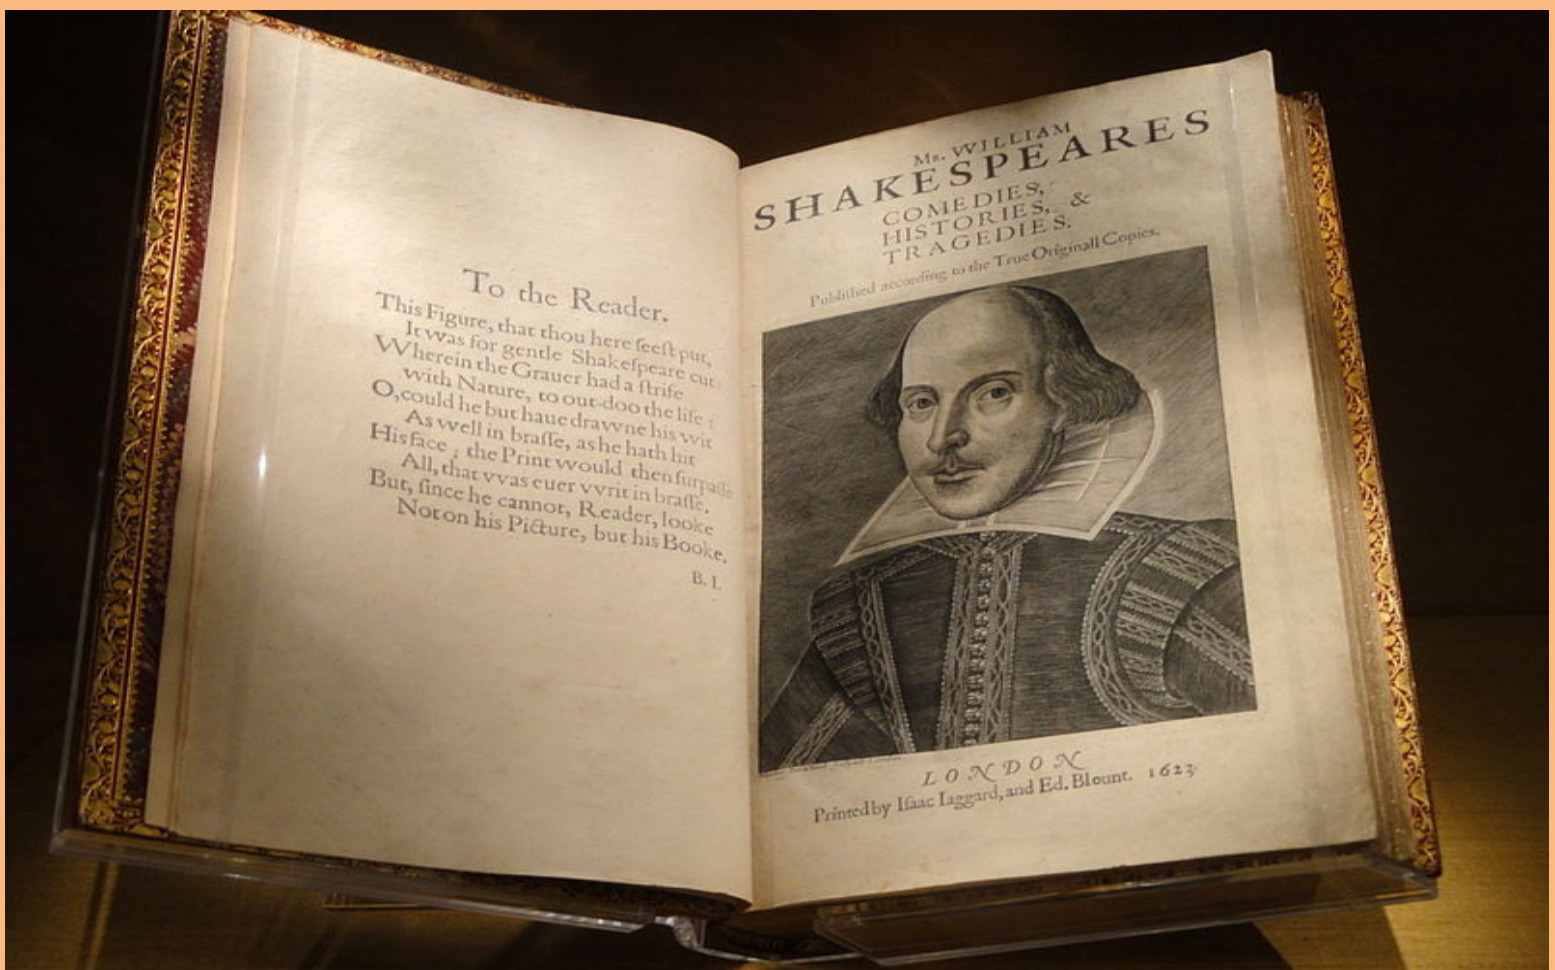 To the Reader.
This Figure, that thou here ſeeſt put,
It was for gentle Shakeſpeare cut:
Wherein the Grauer had a ſtrife
with Nature, to out-doo the life :
O, could he but haue dravvne his vvit
As well in braſſe, as he hath hit
His face ; the Print vvould then ſurpaſſe
All, that vvas euer vvrit in braſſe.
But, ſince he cannot, Reader, looke
Not on his Picture, but his Booke.
B. I.
Mr. WILLIAM
SHAKESPEARES
COMEDIES,
HISTORIES, &
TRAGEDIES.
Publiſhed according to the True Originall Copies.
LONDON
Printed by Iſaac Iaggard, and Ed. Blount. 1623.